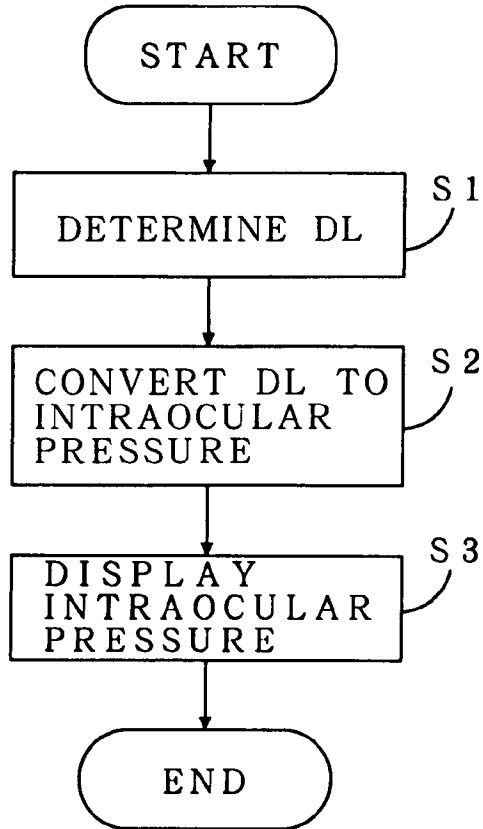 START
S1
DETERMINE DL
S2
CONVERT DL TO
INTRAOCULAR
PRESSURE
S3
DISPLAY
INTRAOCULAR
PRESSURE
END